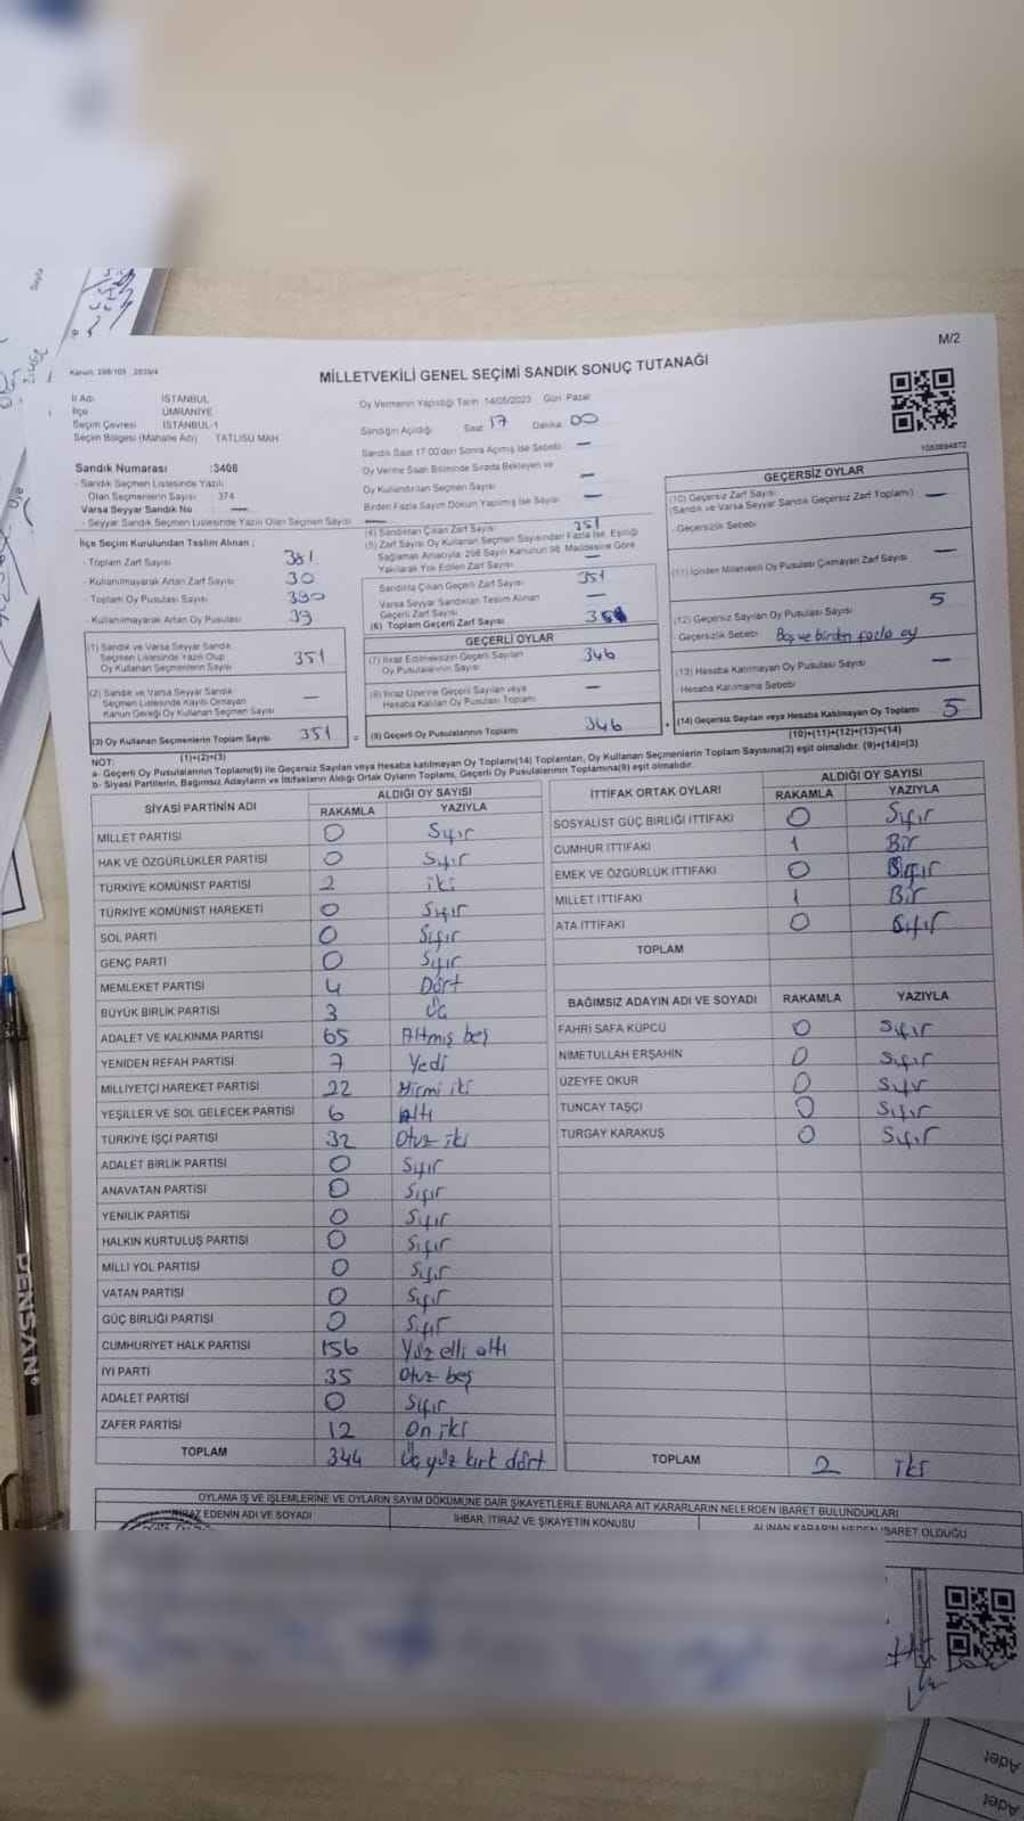 M/2
MİLLETVEKİLİ GENEL SEÇİMİ SANDIK SONUÇ TUTANAĞI
İl Adı İSTANBUL
İlçe ÜMRANİYE
Seçim Çevresi İSTANBUL-1
Seçim Bölgesi (Mahalle Adı) TATLISU MAH
Oy Vermenin Yapıldığı Tarih :14/05/2023 Gün: Pazar
Sandığın Açıldığı Saat 17 Dakika 00
Sandık Saat 17:00'den Sonra Açılmış İse Sebebi —
Oy Verme Saati Bitiminde Sırada Bekleyen ve
Oy Kullandırılan Seçmen Sayısı —
Birden Fazla Sayım Döküm Yapılmış İse Sayısı —
Sandık Numarası :3408
- Sandık Seçmen Listesinde Yazılı
Olan Seçmenlerin Sayısı 374
Varsa Seyyar Sandık No —
- Seyyar Sandık Seçmen Listesinde Yazılı Olan Seçmen Sayısı —
İlçe Seçim Kurulundan Teslim Alınan ;
- Toplam Zarf Sayısı 381
- Kullanılmayarak Artan Zarf Sayısı 30
- Toplam Oy Pusulası Sayısı 390
- Kullanılmayarak Artan Oy Pusulası 39
(1) Sandık ve Varsa Seyyar Sandık
Seçmen Listesinde Yazılı Olup
Oy Kullanan Seçmenlerin Sayısı 351
(2) Sandık ve Varsa Seyyar Sandık
Seçmen Listesinde Kayıtlı Olmayan
Kanun Gereği Oy Kullanan Seçmen Sayısı —
(3) Oy Kullanan Seçmenlerin Toplam Sayısı 351
(1)+(2)=(3)
(4) Sandıktan Çıkan Zarf Sayısı 351
(5) Zarf Sayısı Oy Kullanan Seçmen Sayısından Fazla İse, Eşitliği
Sağlamak Amacıyla; 298 Sayılı Kanunun 98. Maddesine Göre
Yakılarak Yok Edilen Zarf Sayısı —
Sandıkta Çıkan Geçerli Zarf Sayısı 351
Varsa Seyyar Sandıktan Teslim Alınan
Geçerli Zarf Sayısı —
(6) Toplam Geçerli Zarf Sayısı 351
GEÇERLİ OYLAR
(7) İtiraz Edilmeksizin Geçerli Sayılan
Oy Pusulalarının Sayısı 346
(8) İtiraz Üzerine Geçerli Sayılan veya
Hesaba Katılan Oy Pusulası Toplamı —
(9) Geçerli Oy Pusulalarının Toplamı 346
GEÇERSİZ OYLAR
(10) Geçersiz Zarf Sayısı
(Sandık ve Varsa Seyyar Sandık Geçersiz Zarf Toplamı) —
Geçersizlik Sebebi
(11) İçinden Milletvekili Oy Pusulası Çıkmayan Zarf Sayısı —
(12) Geçersiz Sayılan Oy Pusulası Sayısı 5
Geçersizlik Sebebi Boş ve birden fazla oy
(13) Hesaba Katılmayan Oy Pusulası Sayısı —
Hesaba Katılmama Sebebi
(14) Geçersiz Sayılan veya Hesaba Katılmayan Oy Toplamı 5
(10)+(11)+(12)+(13)=(14)
NOT:
a- Geçerli Oy Pusulalarının Toplamı(9) ile Geçersiz Sayılan veya Hesaba Katılmayan Oy Toplamı(14) Toplamları, Oy Kullanan Seçmenlerin Toplam Sayısına(3) eşit olmalıdır. (9)+(14)=(3)
b- Siyasi Partilerin, Bağımsız Adayların ve İttifakların Aldığı Ortak Oyların Toplamı, Geçerli Oy Pusulalarının Toplamına(9) eşit olmalıdır.
SİYASİ PARTİNİN ADI ALDIĞI OY SAYISI
RAKAMLA YAZIYLA
MİLLET PARTİSİ 0 Sıfır
HAK VE ÖZGÜRLÜKLER PARTİSİ 0 Sıfır
TÜRKİYE KOMÜNİST PARTİSİ 2 iki
TÜRKİYE KOMÜNİST HAREKETİ 0 Sıfır
SOL PARTİ 0 Sıfır
GENÇ PARTİ 0 Sıfır
MEMLEKET PARTİSİ 4 Dört
BÜYÜK BİRLİK PARTİSİ 3 Üç
ADALET VE KALKINMA PARTİSİ 65 Altmış beş
YENİDEN REFAH PARTİSİ 7 Yedi
MİLLİYETÇİ HAREKET PARTİSİ 22 Yirmi iki
YEŞİLLER VE SOL GELECEK PARTİSİ 6 Altı
TÜRKİYE İŞÇİ PARTİSİ 32 Otuz iki
ADALET BİRLİK PARTİSİ 0 Sıfır
ANAVATAN PARTİSİ 0 Sıfır
YENİLİK PARTİSİ 0 Sıfır
HALKIN KURTULUŞ PARTİSİ 0 Sıfır
MİLLİ YOL PARTİSİ 0 Sıfır
VATAN PARTİSİ 0 Sıfır
GÜÇ BİRLİĞİ PARTİSİ 0 Sıfır
CUMHURİYET HALK PARTİSİ 156 Yüz elli altı
İYİ PARTİ 35 Otuz beş
ADALET PARTİSİ 0 Sıfır
ZAFER PARTİSİ 12 On iki
TOPLAM 344 Üç yüz kırk dört
İTTİFAK ORTAK OYLARI ALDIĞI OY SAYISI
RAKAMLA YAZIYLA
SOSYALİST GÜÇ BİRLİĞİ İTTİFAKI 0 Sıfır
CUMHUR İTTİFAKI 1 Bir
EMEK VE ÖZGÜRLÜK İTTİFAKI 0 Sıfır
MİLLET İTTİFAKI 1 Bir
ATA İTTİFAKI 0 Sıfır
TOPLAM
BAĞIMSIZ ADAYIN ADI VE SOYADI RAKAMLA YAZIYLA
FAHRİ SAFA KÜPCÜ 0 Sıfır
NİMETULLAH ERŞAHİN 0 Sıfır
ÜZEYFE OKUR 0 Sıfır
TUNCAY TAŞÇI 0 Sıfır
TURGAY KARAKUŞ 0 Sıfır
TOPLAM 2 iki
OYLAMA İŞ VE İŞLEMLERİNE VE OYLARIN SAYIM DÖKÜMÜNE DAİR ŞİKAYETLERLE BUNLARA AİT KARARLARIN NELERDEN İBARET BULUNDUKLARI
İTİRAZ EDENİN ADI VE SOYADI
İHBAR, İTİRAZ VE ŞİKAYETİN KONUSU
ALINAN KARARIN NEDEN İBARET OLDUĞU
PENSAN
Adet
Adet